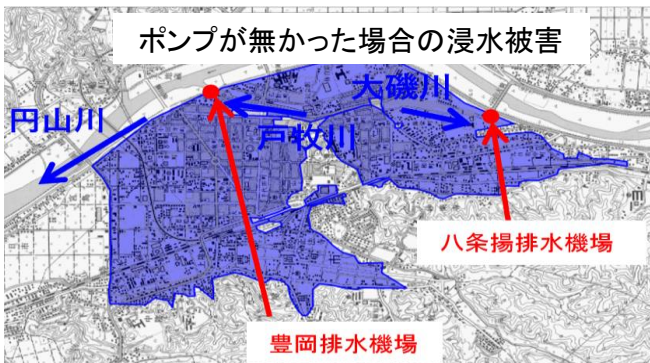 ポンプが無かった場合の浸水被害
大磯川
円山川
戸牧川
八条揚排水機場
豊岡排水機場